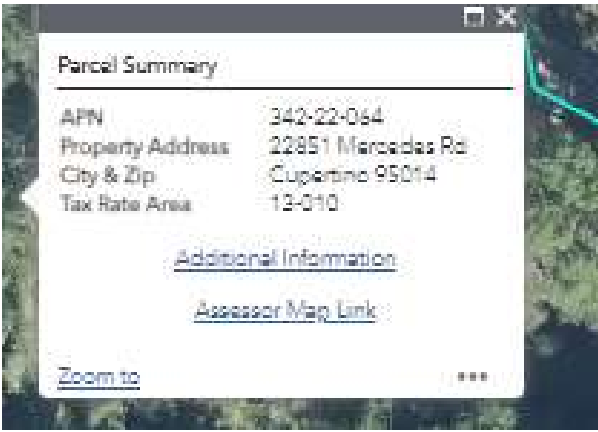 Parcel Summary
APN 342-22-064
Property Address 22851 Mercedes Rd
City & Zip Cupertino 95014
Tax Rate Area 13-010
Additional Information
Assessor Map Link
Zoom to